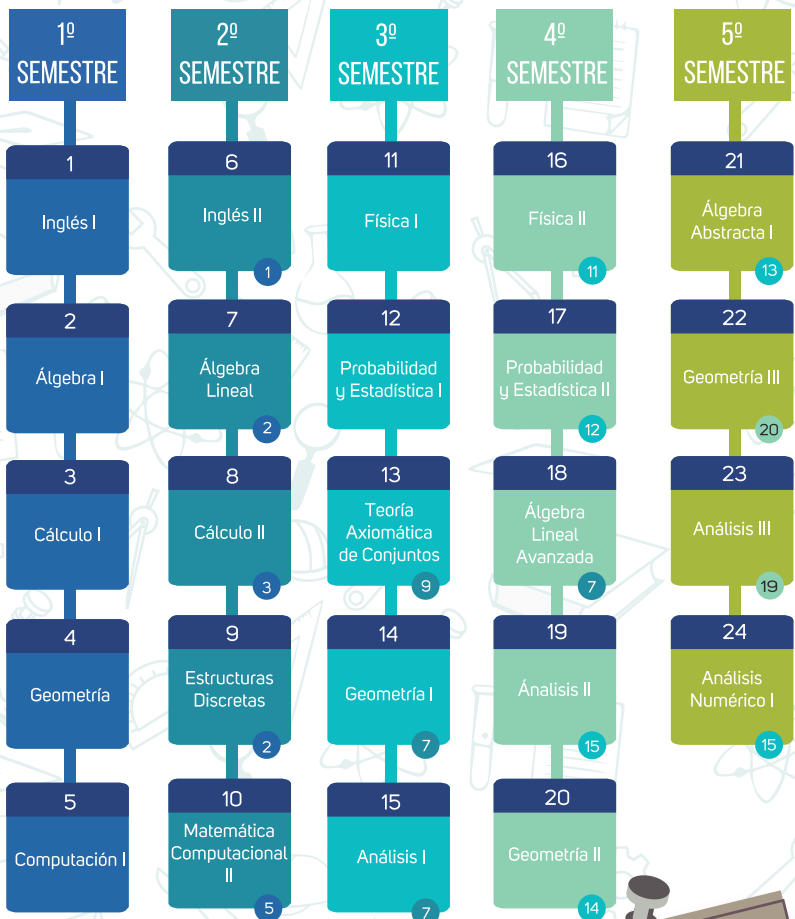 1º
SEMESTRE
1
Inglés I
2
Álgebra I
3
Cálculo I
4
Geometría
5
Computación I
2º
SEMESTRE
6
Inglés II
1
7
Álgebra
Lineal
2
8
Cálculo II
3
9
Estructuras
Discretas
2
10
Matemática
Computacional
II
5
3º
SEMESTRE
11
Física I
12
Probabilidad
y Estadística I
13
Teoría
Axiomática
de Conjuntos
9
14
Geometría I
7
15
Análisis I
7
4º
SEMESTRE
16
Física II
11
17
Probabilidad
y Estadística II
12
18
Álgebra
Lineal
Avanzada
7
19
Ánalisis II
15
20
Geometría II
14
5º
SEMESTRE
21
Álgebra
Abstracta I
13
22
Geometría III
20
23
Análisis III
19
24
Análisis
Numérico I
15